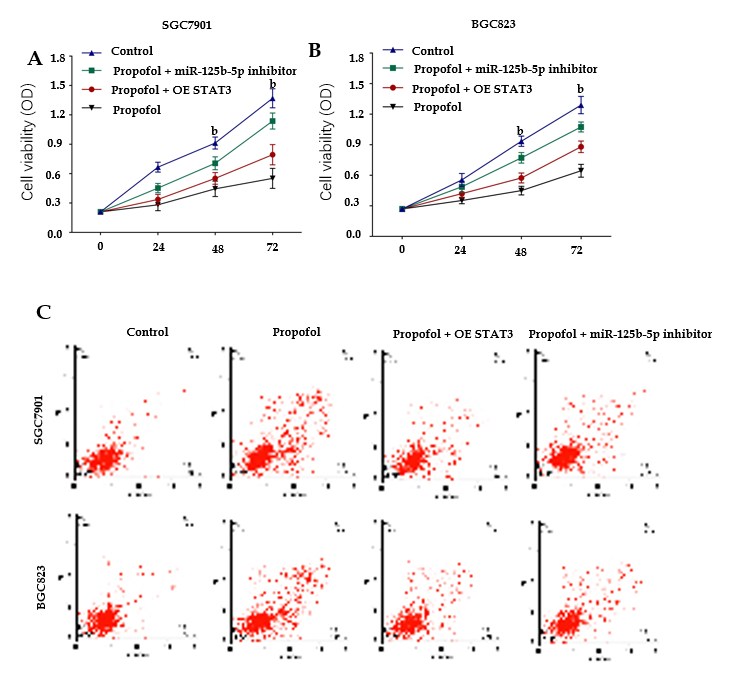 SGC7901
A
Cell viability (OD)
1.8
1.5
1.2
0.9
0.6
0.3
0.0
Control
Propofol + miR-125b-5p inhibitor
Propofol + OE STAT3
Propofol
b
b
0 24 48 72
BGC823
B
Cell viability (OD)
1.8
1.5
1.2
0.9
0.6
0.3
0.0
Control
Propofol + miR-125b-5p inhibitor
Propofol + OE STAT3
Propofol
b
b
0 24 48 72
C
Control Propofol Propofol + OE STAT3 Propofol + miR-125b-5p inhibitor
SGC7901
BGC823